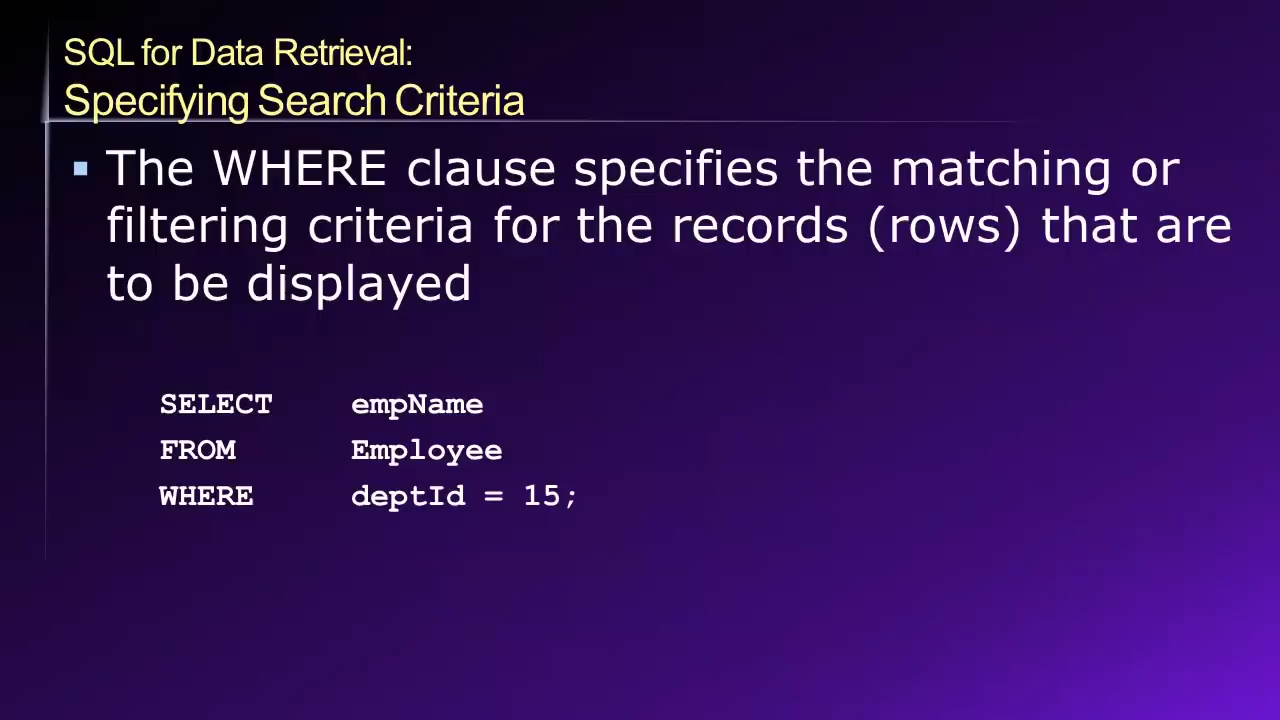 SQL for Data Retrieval:
Specifying Search Criteria
▪ The WHERE clause specifies the matching or
filtering criteria for the records (rows) that are
to be displayed
SELECT empName
FROM Employee
WHERE deptId = 15;